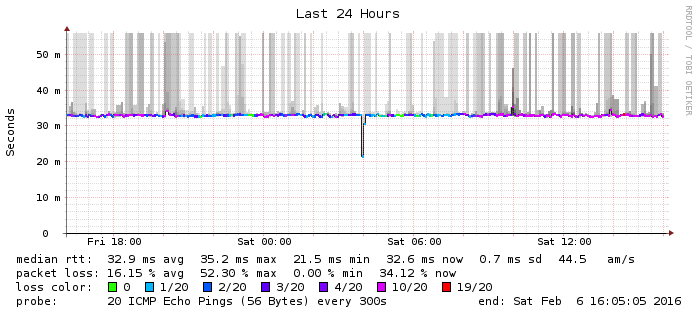 Last 24 Hours
RRDTOOL / TOBI OETIKER
Seconds
50 m
40 m
30 m
20 m
10 m
0
Fri 18:00 Sat 00:00 Sat 06:00 Sat 12:00
median rtt: 32.9 ms avg 35.2 ms max 21.5 ms min 32.6 ms now 0.7 ms sd 44.5 am/s
packet loss: 16.15 % avg 52.30 % max 0.00 % min 34.12 % now
loss color: 0 1/20 2/20 3/20 4/20 10/20 19/20
probe: 20 ICMP Echo Pings (56 Bytes) every 300s end: Sat Feb 6 16:05:05 2016